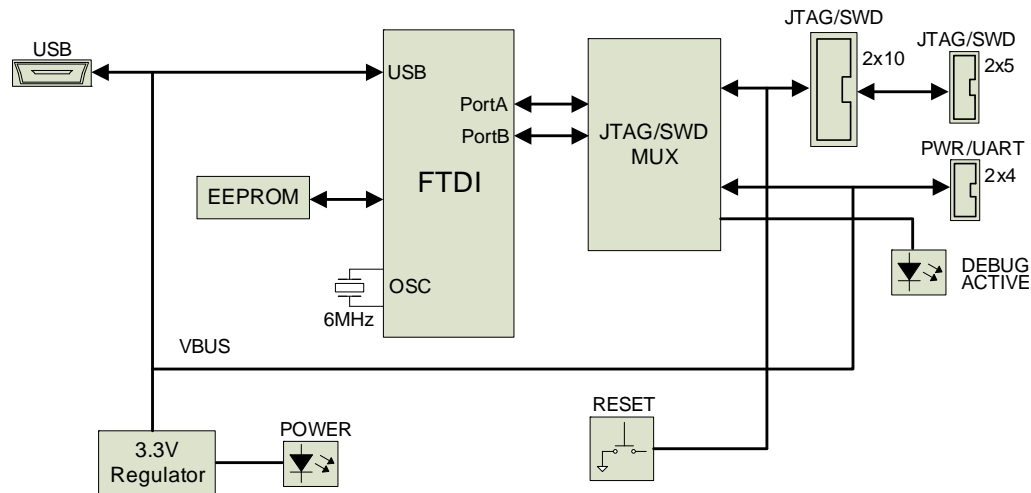 JTAG/SWD
USB
2x10
JTAG/SWD
2x5
USB
PortA
PortB
JTAG/SWD
MUX
PWR/UART
2x4
FTDI
EEPROM
OSC
6MHz
DEBUG
ACTIVE
VBUS
RESET
POWER
3.3V
Regulator